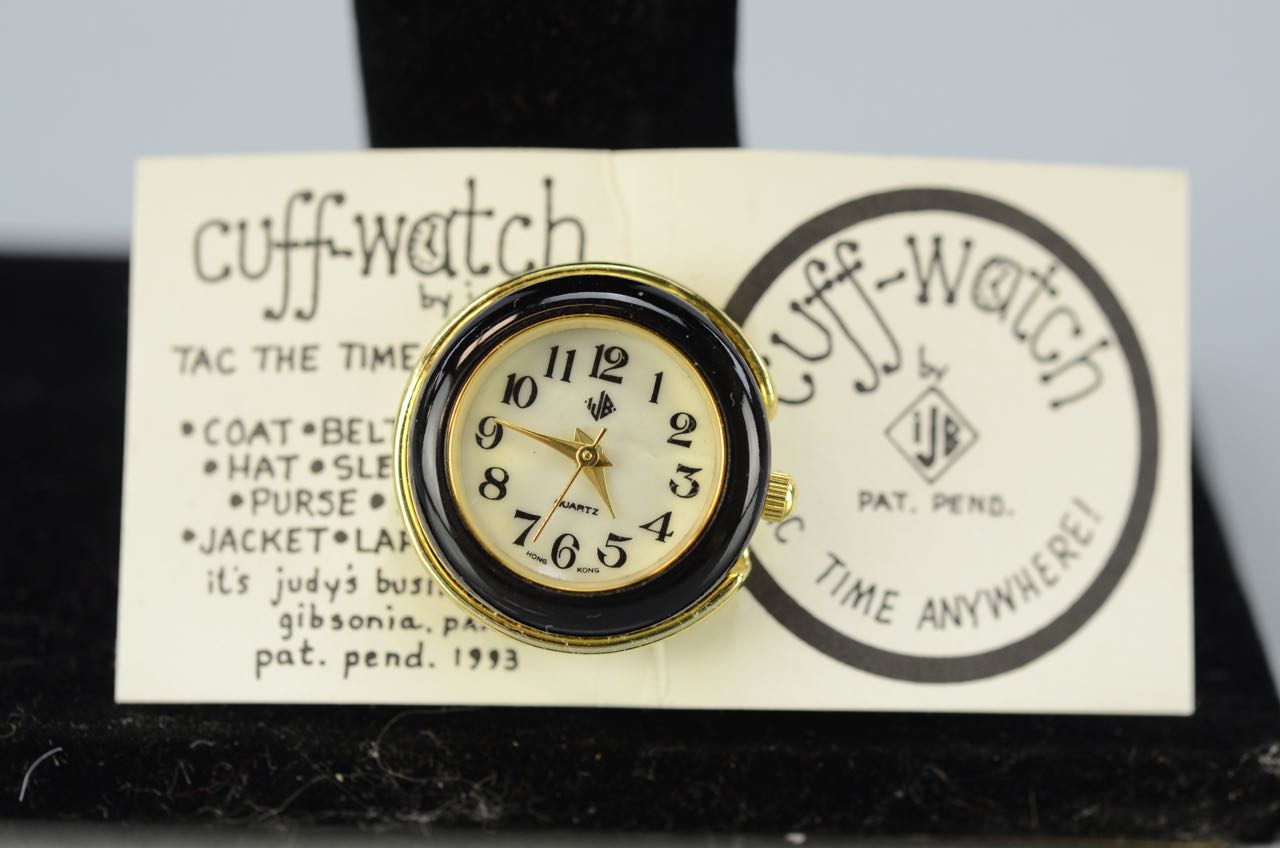 cuff-watch
by
TAC THE TIME
•COAT •BELT
•HAT •SLE
•PURSE •
•JACKET •LAP
it's judy's busi
gibsonia, pa.
pat. pend. 1993
11 12 1
10 2
9 3
8 4
7 6 5
IJB
QUARTZ
HONG KONG
cuff-watch
by
IJB
PAT. PEND.
TIME ANYWHERE!